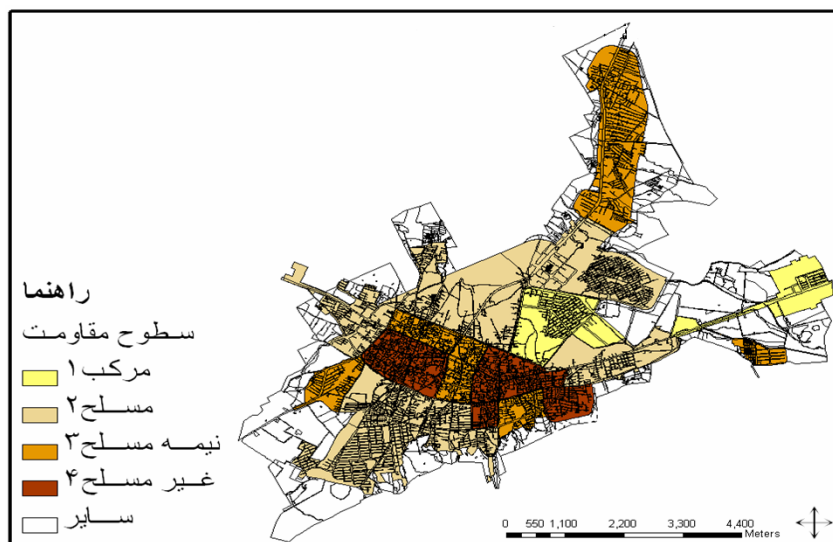 راهنما
سطوح مقاومت
مرکب۱
مسلح۲
نیمه مسلح۳
غیر مسلح۴
سایر
0 550 1,100 2,200 3,300 4,400
Meters